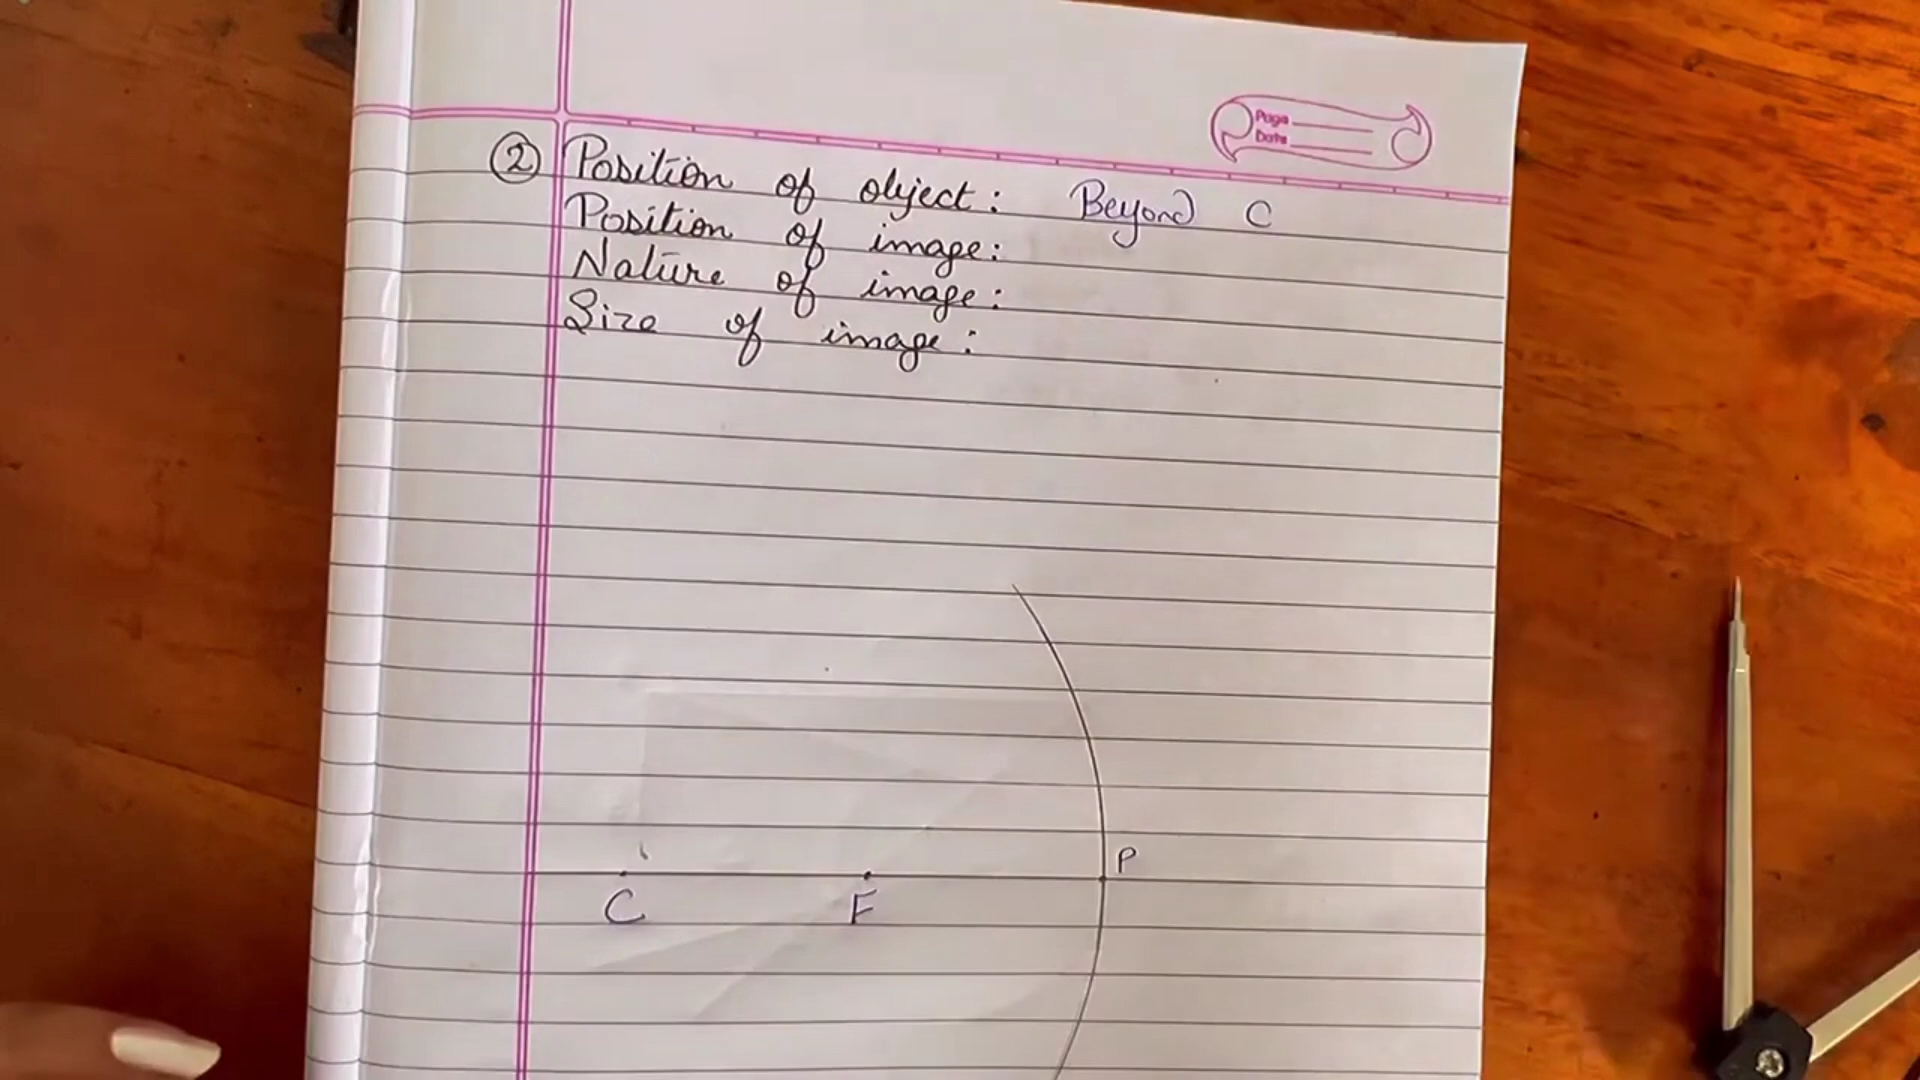 Page
Date
② Position of object: Beyond C
Position of image:
Nature of image:
Size of image:
P
C F